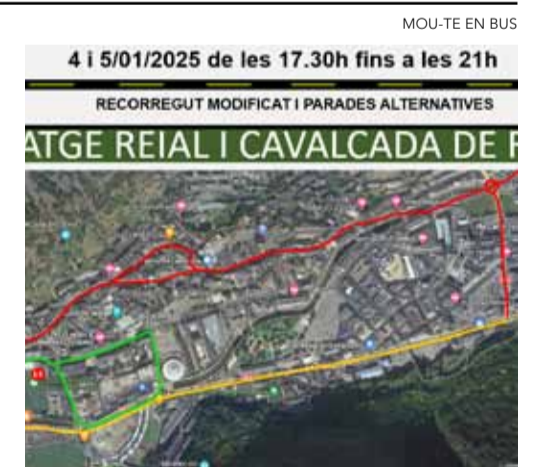 MOU-TE EN BUS
4 i 5/01/2025 de les 17.30h fins a les 21h
RECORREGUT MODIFICAT I PARADES ALTERNATIVES
ATGE REIAL I CAVALCADA DE R